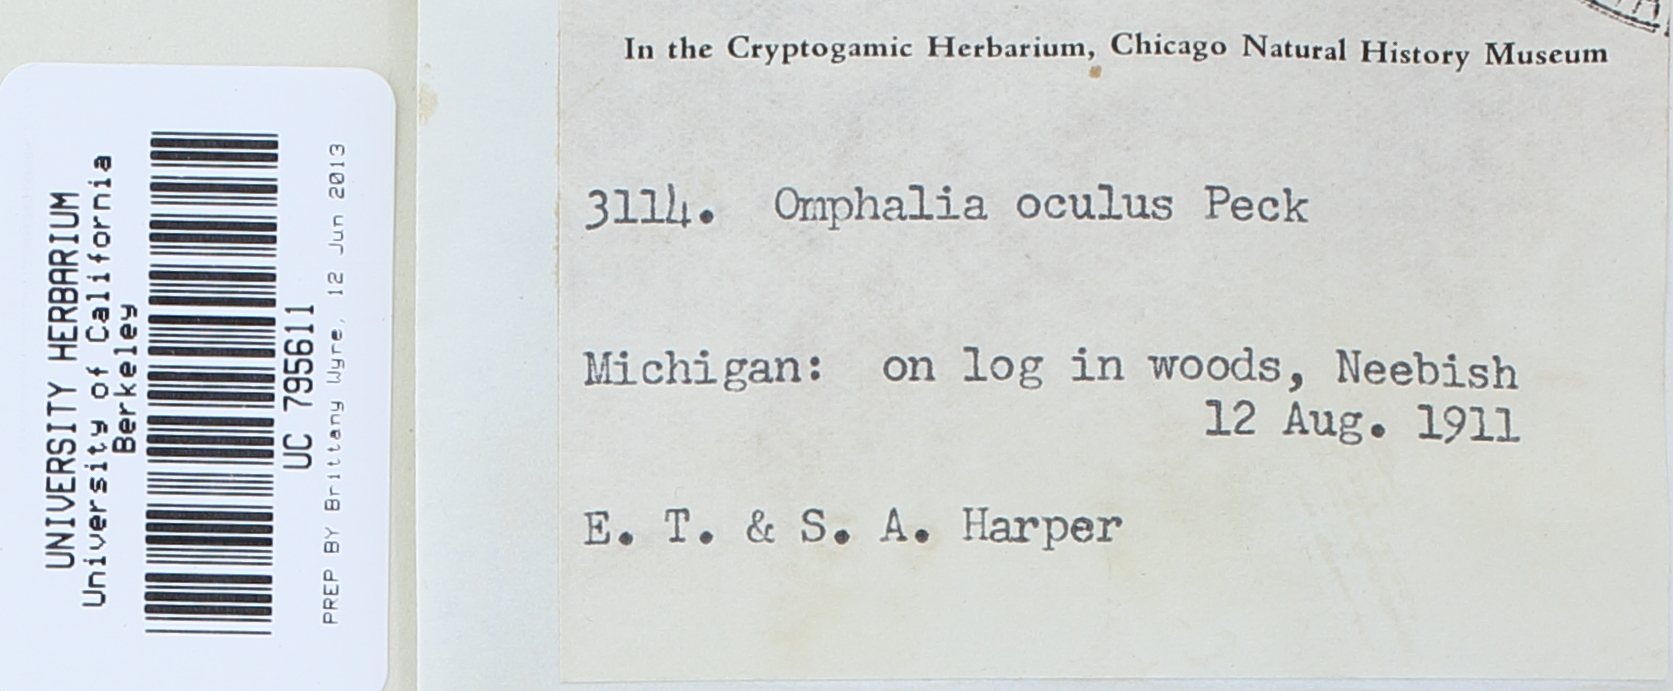 UNIVERSITY HERBARIUM
University of California
Berkeley
UC 795611
PREP BY Brittany Wyre, 12 Jun 2013
In the Cryptogamic Herbarium, Chicago Natural History Museum
3114. Omphalia oculus Peck
Michigan: on log in woods, Neebish
12 Aug. 1911
E. T. & S. A. Harper